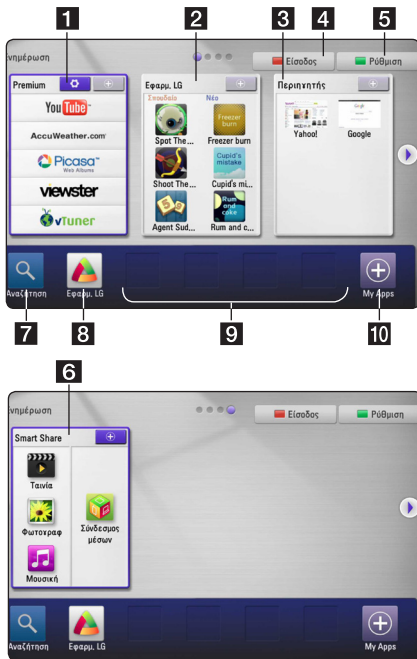 1 2 3 4 5
νημέρωση
Είσοδος
Ρύθμιση
Premium
YouTube
AccuWeather.com
Picasa™
Web Albums
viewster
vTuner
Εφαρμ. LG
Σπουδαίο Νέο
Spot The...
Freezer burn
Freezer burn
Shoot The...
Cupid's mistake
Cupid's mi...
Agent Sud...
Rum and coke
Rum and c...
Περιηγητής
Yahoo!
Google
Αναζήτηση
Εφαρμ. LG
My Apps
7 8 9 10
6
νημέρωση
Είσοδος
Ρύθμιση
Smart Share
Ταινία
Φωτογραφ
Μουσική
Σύνδεσμος
μέσων
Αναζήτηση
Εφαρμ. LG
My Apps